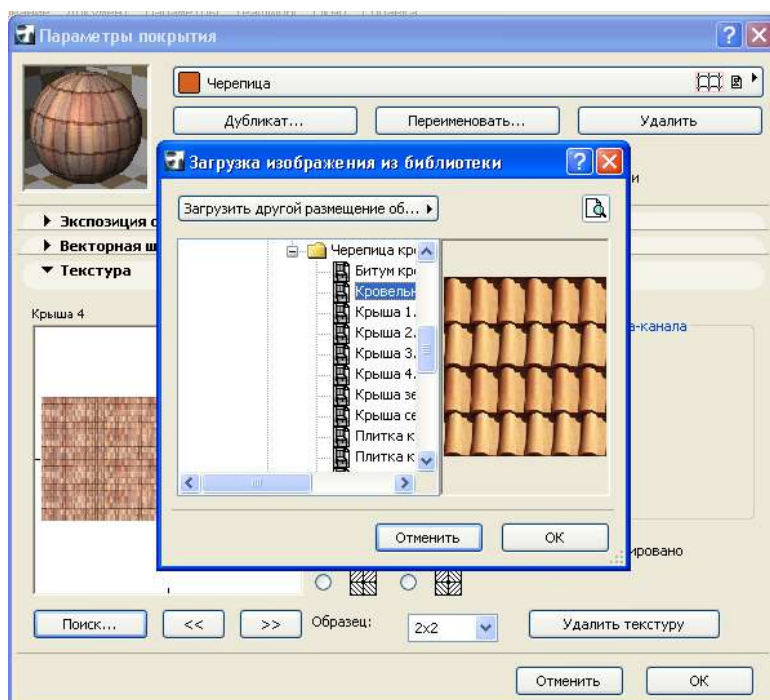 Параметры покрытия
Черепица
Дубликат... Переименовать... Удалить
Загрузка изображения из библиотеки
и
Загрузить другой размещение об...
Экспозиция
Векторная ш
Текстура
Крыша 4
а-канала
Черепица кро
Битум кро
Кровельн
Крыша 1.
Крыша 2.
Крыша 3.
Крыша 4.
Крыша зе
Крыша се
Плитка к
Плитка к
Отменить OK
ировано
Поиск... << >> Образец: 2x2 Удалить текстуру
Отменить OK